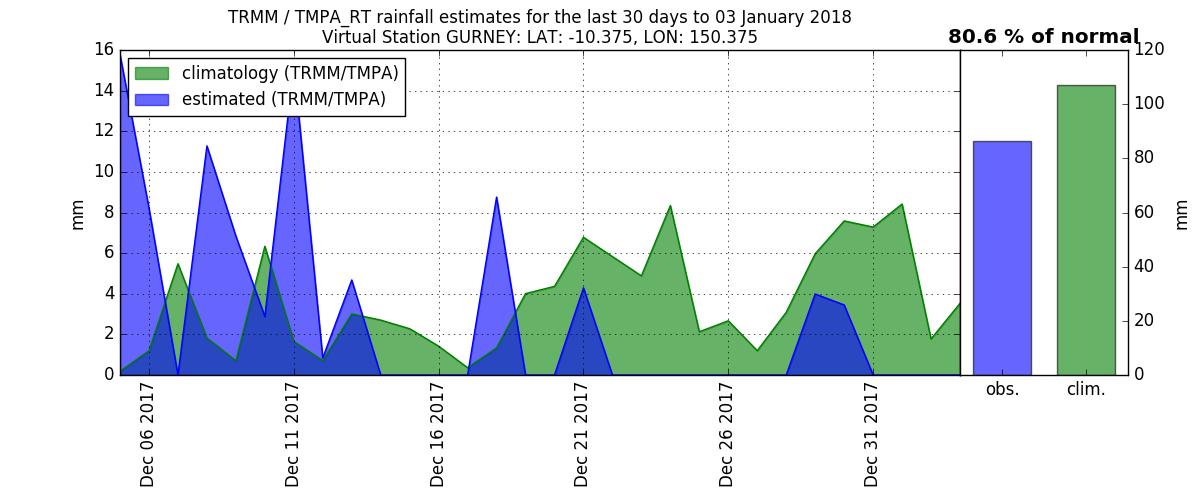 TRMM / TMPA_RT rainfall estimates for the last 30 days to 03 January 2018
Virtual Station GURNEY: LAT: -10.375, LON: 150.375
80.6 % of normal
climatology (TRMM/TMPA)
estimated (TRMM/TMPA)
16
14
12
10
8
6
4
2
0
mm
Dec 06 2017
Dec 11 2017
Dec 16 2017
Dec 21 2017
Dec 26 2017
Dec 31 2017
obs.
clim.
120
100
80
60
40
20
0
mm